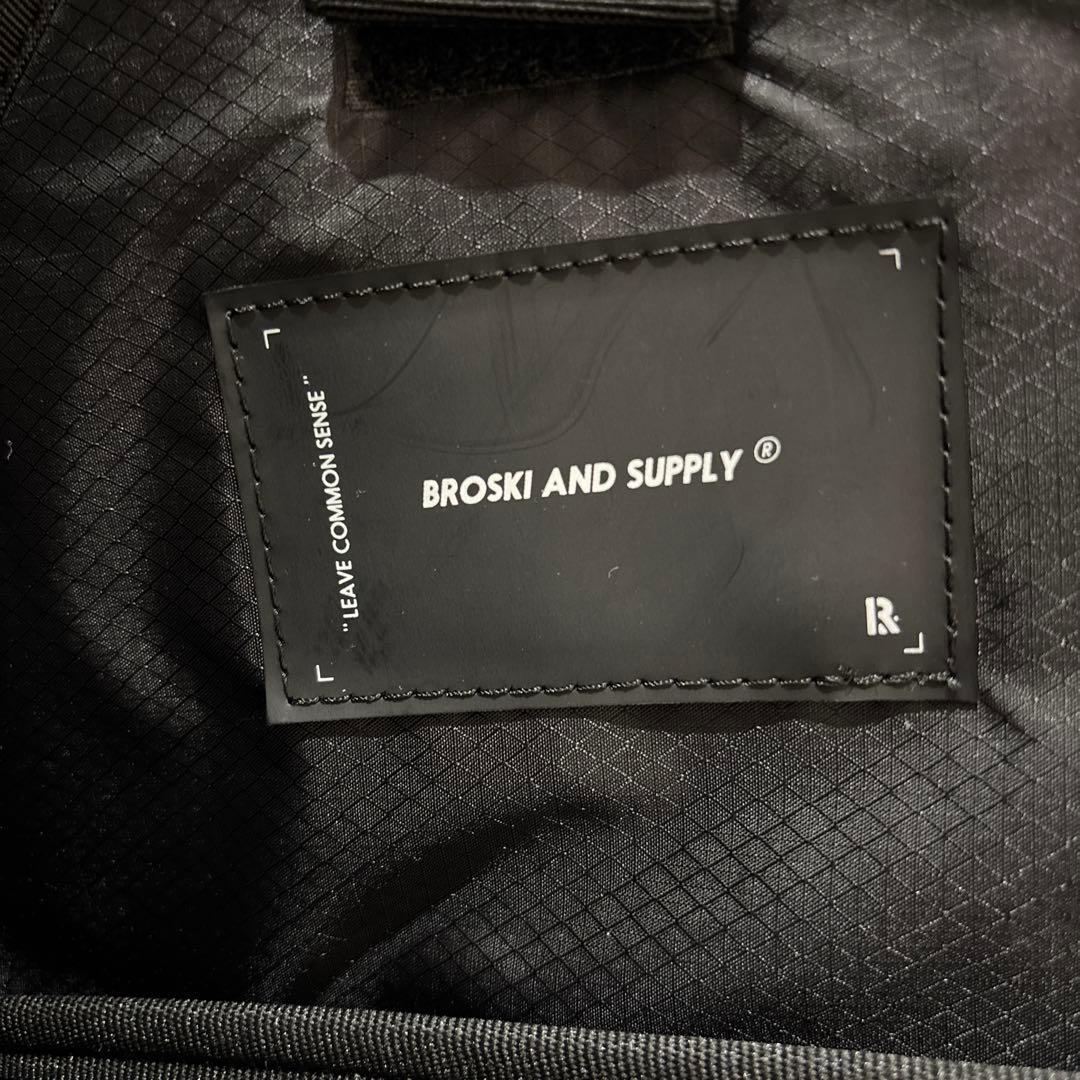 "LEAVE COMMON SENSE"
BROSKI AND SUPPLY ®
R.